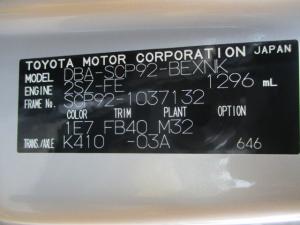 TOYOTA MOTOR CORPORATION JAPAN
MODEL DBA-SCP92-BEXNK
ENGINE 2SZ-FE 1296 mL
FRAME NO. SCP92-1037132
COLOR TRIM PLANT OPTION
1E7 FB40 M32
TRANS./AXLE K410 -03A 646